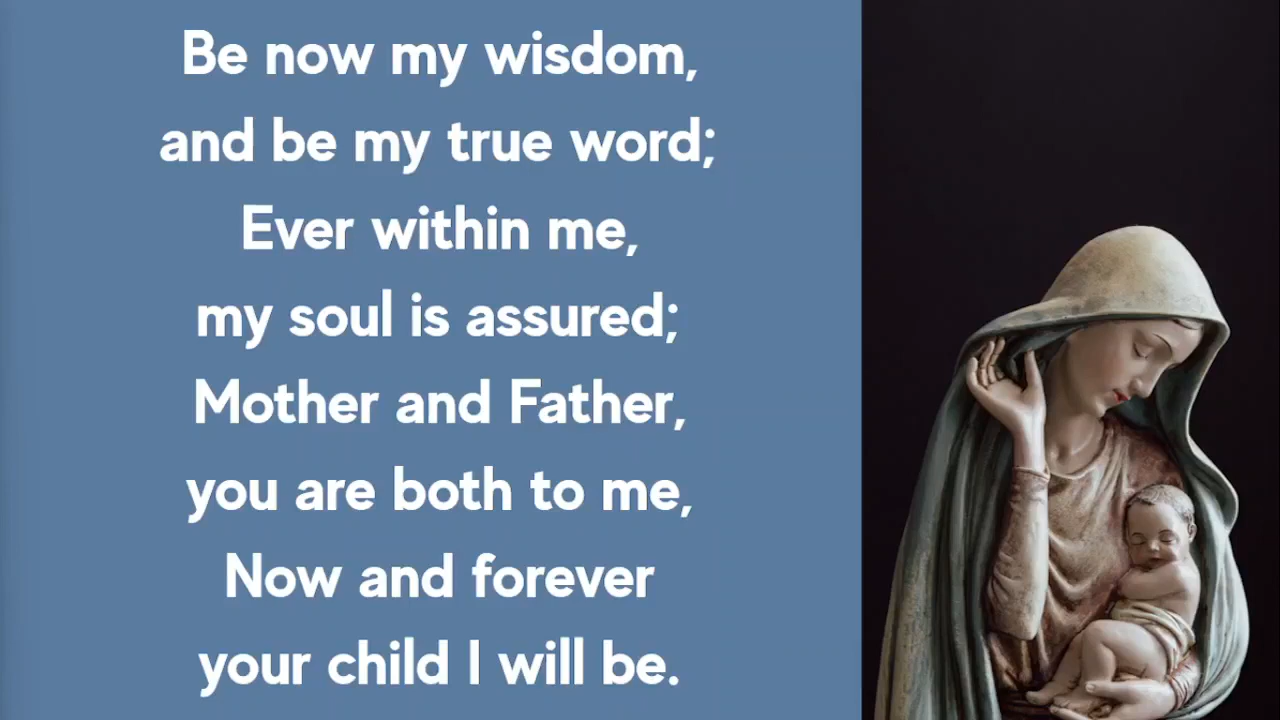 Be now my wisdom,
and be my true word;
Ever within me,
my soul is assured;
Mother and Father,
you are both to me,
Now and forever
your child I will be.